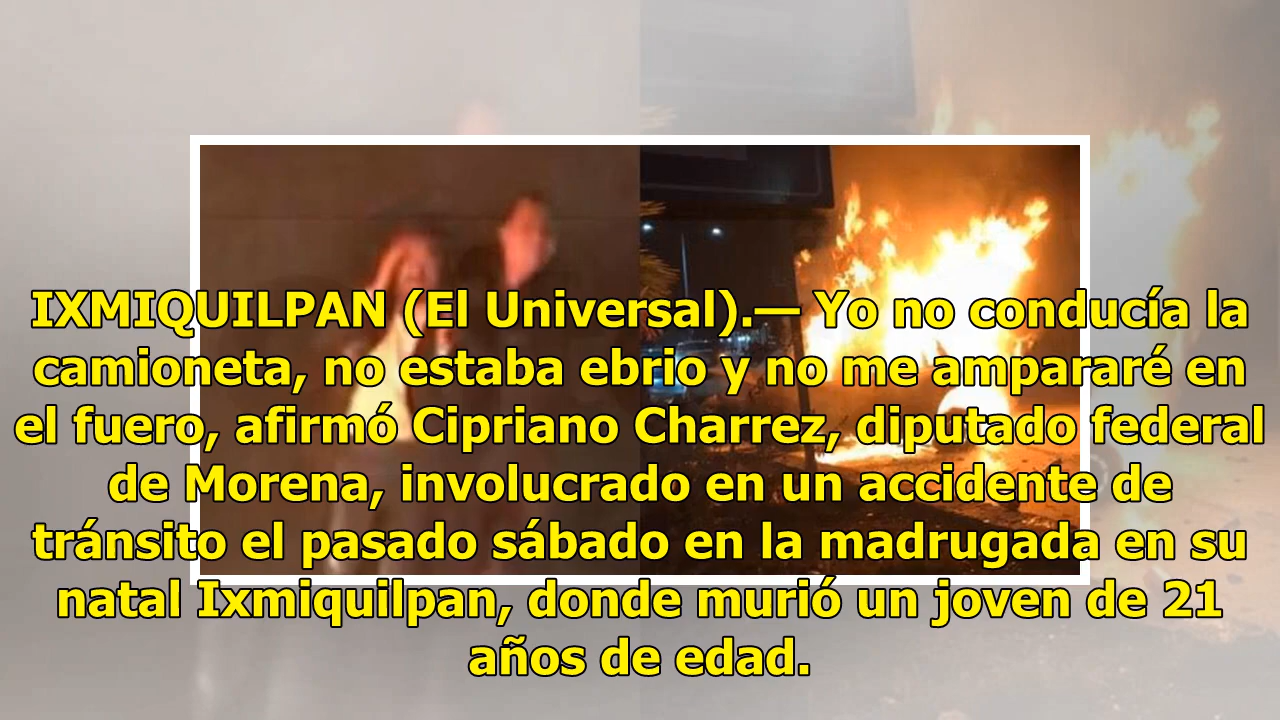 IXMIQUILPAN (El Universal).— Yo no conducía la
camioneta, no estaba ebrio y no me ampararé en
el fuero, afirmó Cipriano Charrez, diputado federal
de Morena, involucrado en un accidente de
tránsito el pasado sábado en la madrugada en su
natal Ixmiquilpan, donde murió un joven de 21
años de edad.